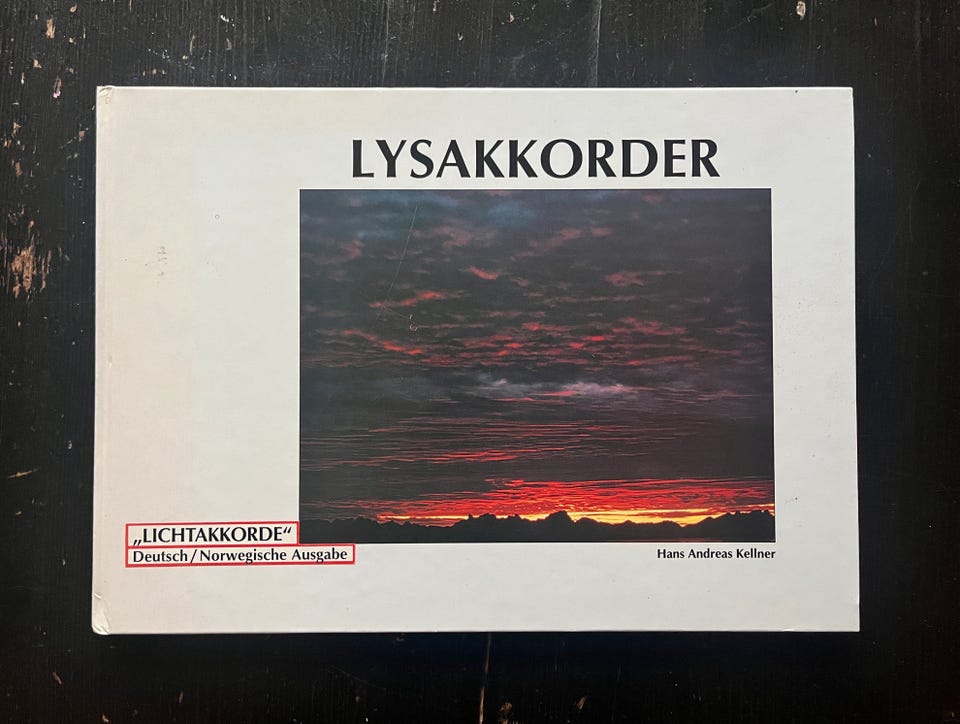 LYSAKKORDER
„LICHTAKKORDE“
Deutsch/Norwegische Ausgabe
Hans Andreas Kellner